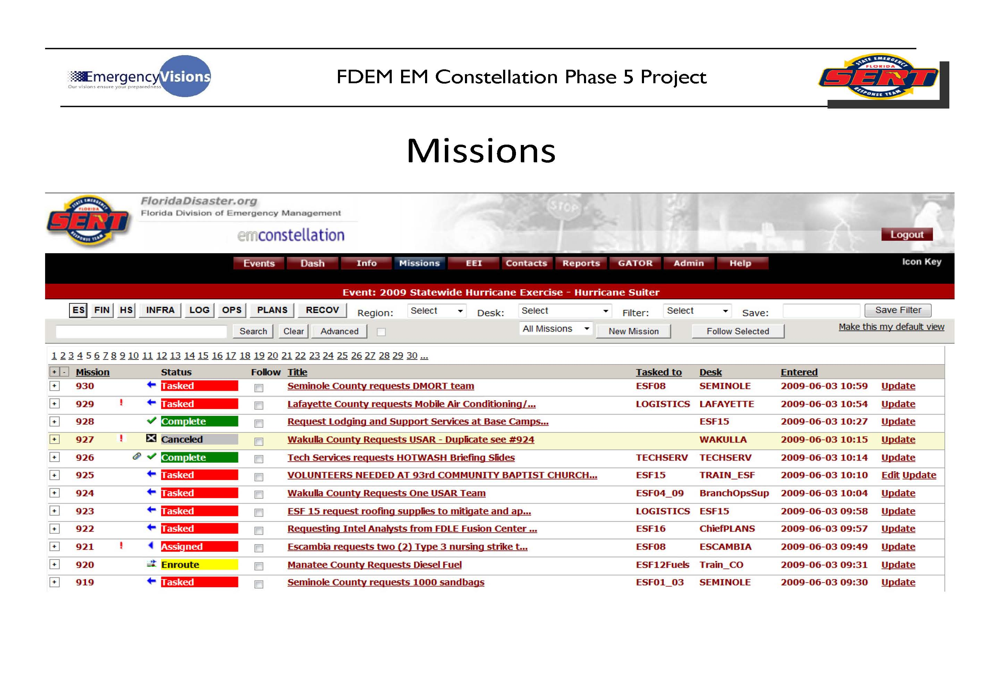 EmergencyVisions
Our visions ensure your preparedness
FDEM EM Constellation Phase 5 Project
STATE EMERGENCY
FLORIDA
SERT
RESPONSE TEAM
Missions
STATE EMERGENCY
FLORIDA
SERT
RESPONSE TEAM
FloridaDisaster.org
Florida Division of Emergency Management
emconstellation
STOP
Logout
Events Dash Info Missions EEI Contacts Reports GATOR Admin Help Icon Key
Event: 2009 Statewide Hurricane Exercise - Hurricane Suiter
ES FIN HS INFRA LOG OPS PLANS RECOV Region: Select Desk: Select Filter: Select Save: Save Filter
Search Clear Advanced All Missions New Mission Follow Selected Make this my default view
1 2 3 4 5 6 7 8 9 10 11 12 13 14 15 16 17 18 19 20 21 22 23 24 25 26 27 28 29 30 ...
+ - Mission Status Follow Title Tasked to Desk Entered
+ 930 Tasked Seminole County requests DMORT team ESF08 SEMINOLE 2009-06-03 10:59 Update
+ 929 ! Tasked Lafayette County requests Mobile Air Conditioning/... LOGISTICS LAFAYETTE 2009-06-03 10:54 Update
+ 928 Complete Request Lodging and Support Services at Base Camps... ESF15 2009-06-03 10:27 Update
+ 927 ! Canceled Wakulla County Requests USAR - Duplicate see #924 WAKULLA 2009-06-03 10:15 Update
+ 926 Complete Tech Services requests HOTWASH Briefing Slides TECHSERV TECHSERV 2009-06-03 10:14 Update
+ 925 Tasked VOLUNTEERS NEEDED AT 93rd COMMUNITY BAPTIST CHURCH... ESF15 TRAIN_ESF 2009-06-03 10:10 Edit Update
+ 924 Tasked Wakulla County Requests One USAR Team ESF04_09 BranchOpsSup 2009-06-03 10:04 Update
+ 923 Tasked ESF 15 request roofing supplies to mitigate and ap... LOGISTICS ESF15 2009-06-03 09:58 Update
+ 922 Tasked Requesting Intel Analysts from FDLE Fusion Center ... ESF16 ChiefPLANS 2009-06-03 09:57 Update
+ 921 ! Assigned Escambia requests two (2) Type 3 nursing strike t... ESF08 ESCAMBIA 2009-06-03 09:49 Update
+ 920 Enroute Manatee County Requests Diesel Fuel ESF12Fuels Train_CO 2009-06-03 09:31 Update
+ 919 Tasked Seminole County requests 1000 sandbags ESF01_03 SEMINOLE 2009-06-03 09:30 Update